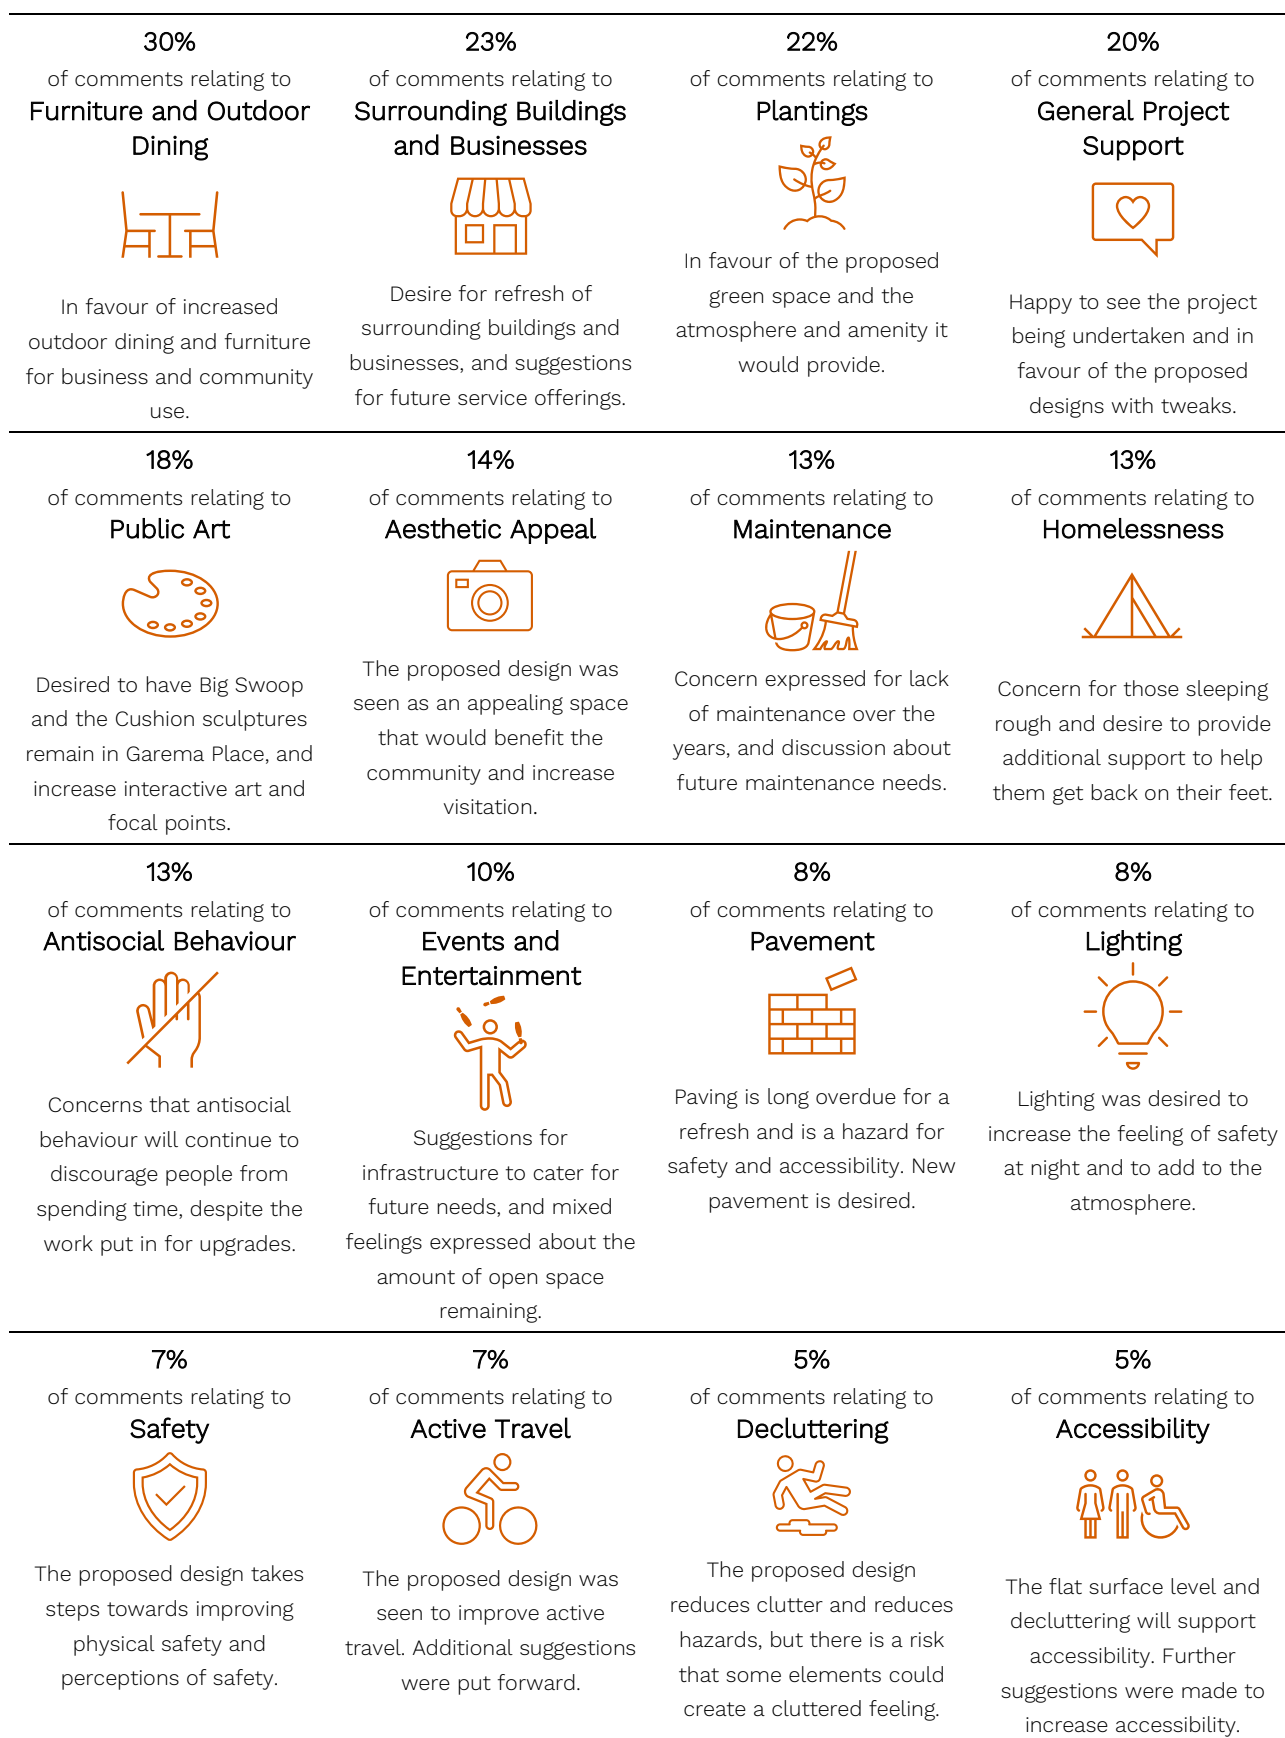 30%
of comments relating to
Furniture and Outdoor
Dining
In favour of increased
outdoor dining and furniture
for business and community
use.
23%
of comments relating to
Surrounding Buildings
and Businesses
Desire for refresh of
surrounding buildings and
businesses, and suggestions
for future service offerings.
22%
of comments relating to
Plantings
In favour of the proposed
green space and the
atmosphere and amenity it
would provide.
20%
of comments relating to
General Project
Support
Happy to see the project
being undertaken and in
favour of the proposed
designs with tweaks.
18%
of comments relating to
Public Art
Desired to have Big Swoop
and the Cushion sculptures
remain in Garema Place, and
increase interactive art and
focal points.
14%
of comments relating to
Aesthetic Appeal
The proposed design was
seen as an appealing space
that would benefit the
community and increase
visitation.
13%
of comments relating to
Maintenance
Concern expressed for lack
of maintenance over the
years, and discussion about
future maintenance needs.
13%
of comments relating to
Homelessness
Concern for those sleeping
rough and desire to provide
additional support to help
them get back on their feet.
13%
of comments relating to
Antisocial Behaviour
Concerns that antisocial
behaviour will continue to
discourage people from
spending time, despite the
work put in for upgrades.
10%
of comments relating to
Events and
Entertainment
Suggestions for
infrastructure to cater for
future needs, and mixed
feelings expressed about the
amount of open space
remaining.
8%
of comments relating to
Pavement
Paving is long overdue for a
refresh and is a hazard for
safety and accessibility. New
pavement is desired.
8%
of comments relating to
Lighting
Lighting was desired to
increase the feeling of safety
at night and to add to the
atmosphere.
7%
of comments relating to
Safety
The proposed design takes
steps towards improving
physical safety and
perceptions of safety.
7%
of comments relating to
Active Travel
The proposed design was
seen to improve active
travel. Additional suggestions
were put forward.
5%
of comments relating to
Decluttering
The proposed design
reduces clutter and reduces
hazards, but there is a risk
that some elements could
create a cluttered feeling.
5%
of comments relating to
Accessibility
The flat surface level and
decluttering will support
accessibility. Further
suggestions were made to
increase accessibility.